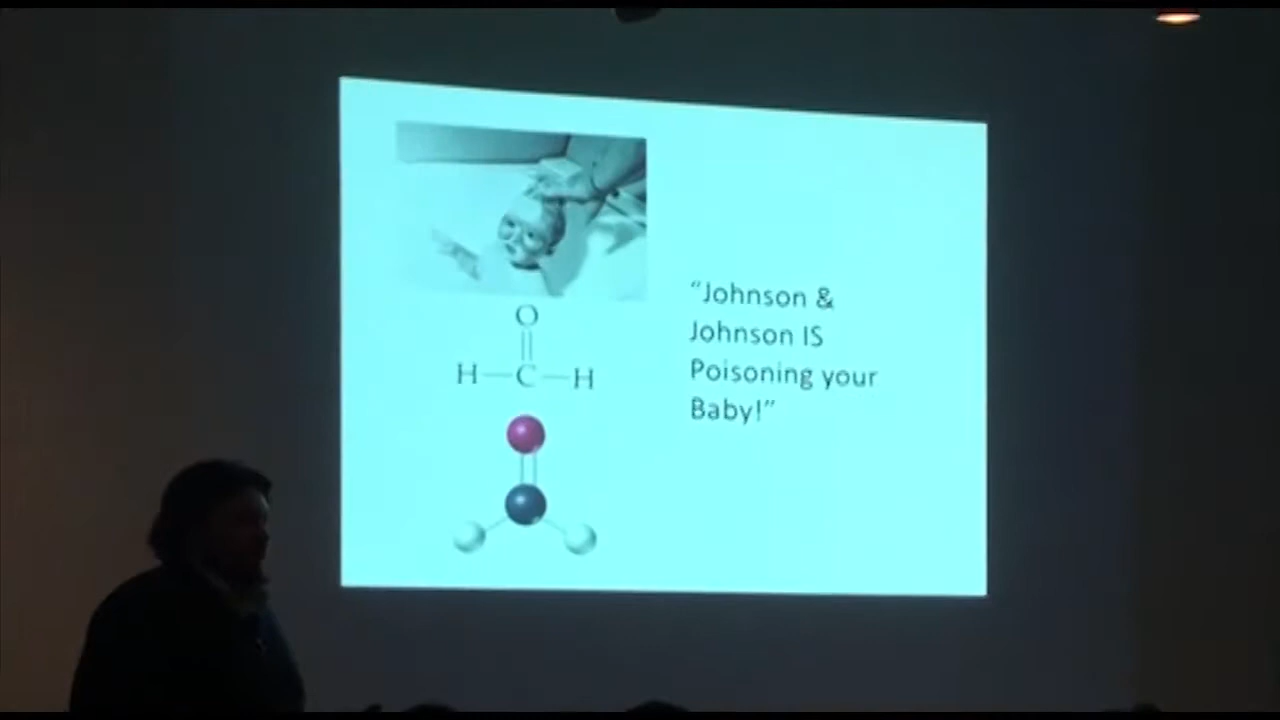 O
H—C—H
“Johnson &
Johnson IS
Poisoning your
Baby!”